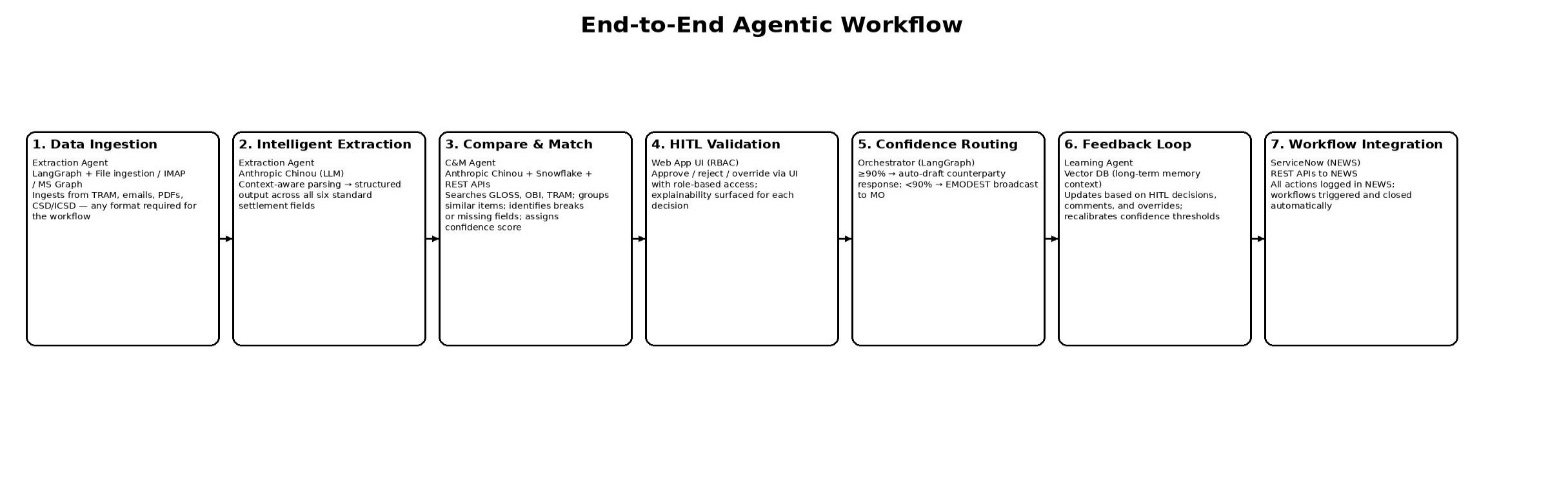 End-to-End Agentic Workflow
1. Data Ingestion
Extraction Agent
LangGraph + File ingestion / IMAP
/ MS Graph
Ingests from TRAM, emails, PDFs,
CSD/ICSD — any format required for
the workflow
2. Intelligent Extraction
Extraction Agent
Anthropic Chinou (LLM)
Context-aware parsing → structured
output across all six standard
settlement fields
3. Compare & Match
C&M Agent
Anthropic Chinou + Snowflake +
REST APIs
Searches GLOSS, OBI, TRAM; groups
similar items; identifies breaks
or missing fields; assigns
confidence score
4. HITL Validation
Web App UI (RBAC)
Approve / reject / override via UI
with role-based access;
explainability surfaced for each
decision
5. Confidence Routing
Orchestrator (LangGraph)
≥90% → auto-draft counterparty
response; <90% → EMODEST broadcast
to MO
6. Feedback Loop
Learning Agent
Vector DB (long-term memory
context)
Updates based on HITL decisions,
comments, and overrides;
recalibrates confidence thresholds
7. Workflow Integration
ServiceNow (NEWS)
REST APIs to NEWS
All actions logged in NEWS;
workflows triggered and closed
automatically